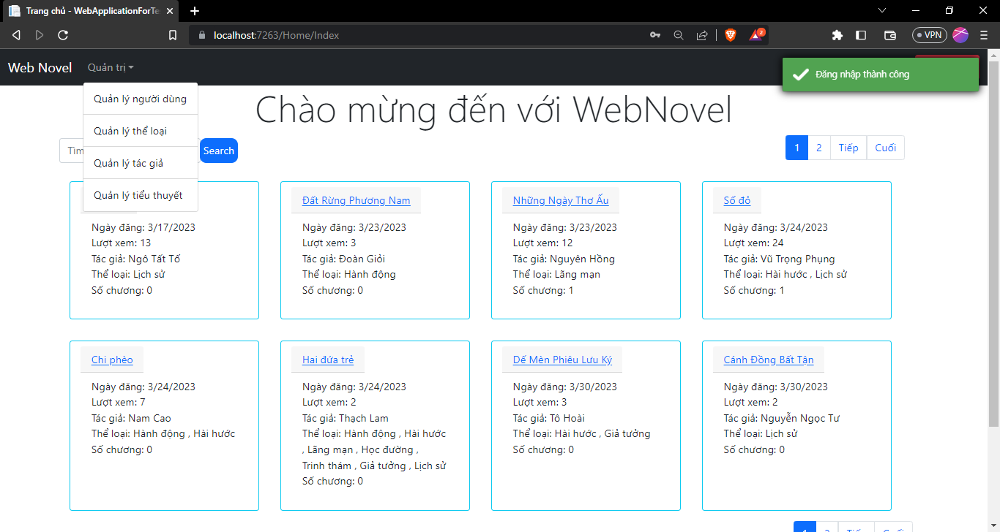 Trang chủ - WebApplicationForTe
localhost:7263/Home/Index
2
VPN
Web Novel
Quản trị
Đăng nhập thành công
Quản lý người dùng
Quản lý thể loại
Quản lý tác giả
Quản lý tiểu thuyết
Chào mừng đến với WebNovel
Tìm
Search
1 2 Tiếp Cuối
Ngày đăng: 3/17/2023
Lượt xem: 13
Tác giả: Ngô Tất Tố
Thể loại: Lịch sử
Số chương: 0
Đất Rừng Phương Nam
Ngày đăng: 3/23/2023
Lượt xem: 3
Tác giả: Đoàn Giỏi
Thể loại: Hành động
Số chương: 0
Những Ngày Thơ Ấu
Ngày đăng: 3/23/2023
Lượt xem: 12
Tác giả: Nguyên Hồng
Thể loại: Lãng mạn
Số chương: 1
Số đỏ
Ngày đăng: 3/24/2023
Lượt xem: 24
Tác giả: Vũ Trọng Phụng
Thể loại: Hài hước , Lịch sử
Số chương: 1
Chi phèo
Ngày đăng: 3/24/2023
Lượt xem: 7
Tác giả: Nam Cao
Thể loại: Hành động , Hài hước
Số chương: 0
Hai đứa trẻ
Ngày đăng: 3/24/2023
Lượt xem: 2
Tác giả: Thạch Lam
Thể loại: Hành động , Hài hước
, Lãng mạn , Học đường ,
Trinh thám , Giả tưởng , Lịch sử
Số chương: 0
Dế Mèn Phiêu Lưu Ký
Ngày đăng: 3/30/2023
Lượt xem: 3
Tác giả: Tô Hoài
Thể loại: Hài hước , Giả tưởng
Số chương: 0
Cánh Đồng Bất Tận
Ngày đăng: 3/30/2023
Lượt xem: 2
Tác giả: Nguyễn Ngọc Tư
Thể loại: Lịch sử
Số chương: 0
1 2 Tiếp Cuối